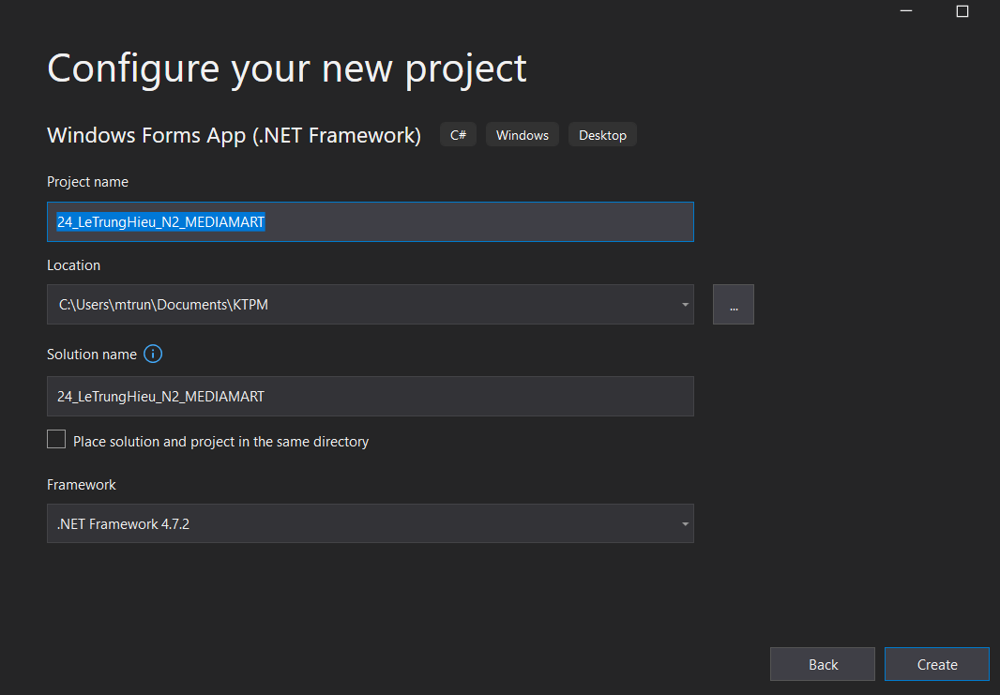 Configure your new project
Windows Forms App (.NET Framework) C# Windows Desktop
Project name
24_LeTrungHieu_N2_MEDIAMART
Location
C:\Users\mtrun\Documents\KTPM
...
Solution name
24_LeTrungHieu_N2_MEDIAMART
Place solution and project in the same directory
Framework
.NET Framework 4.7.2
Back Create